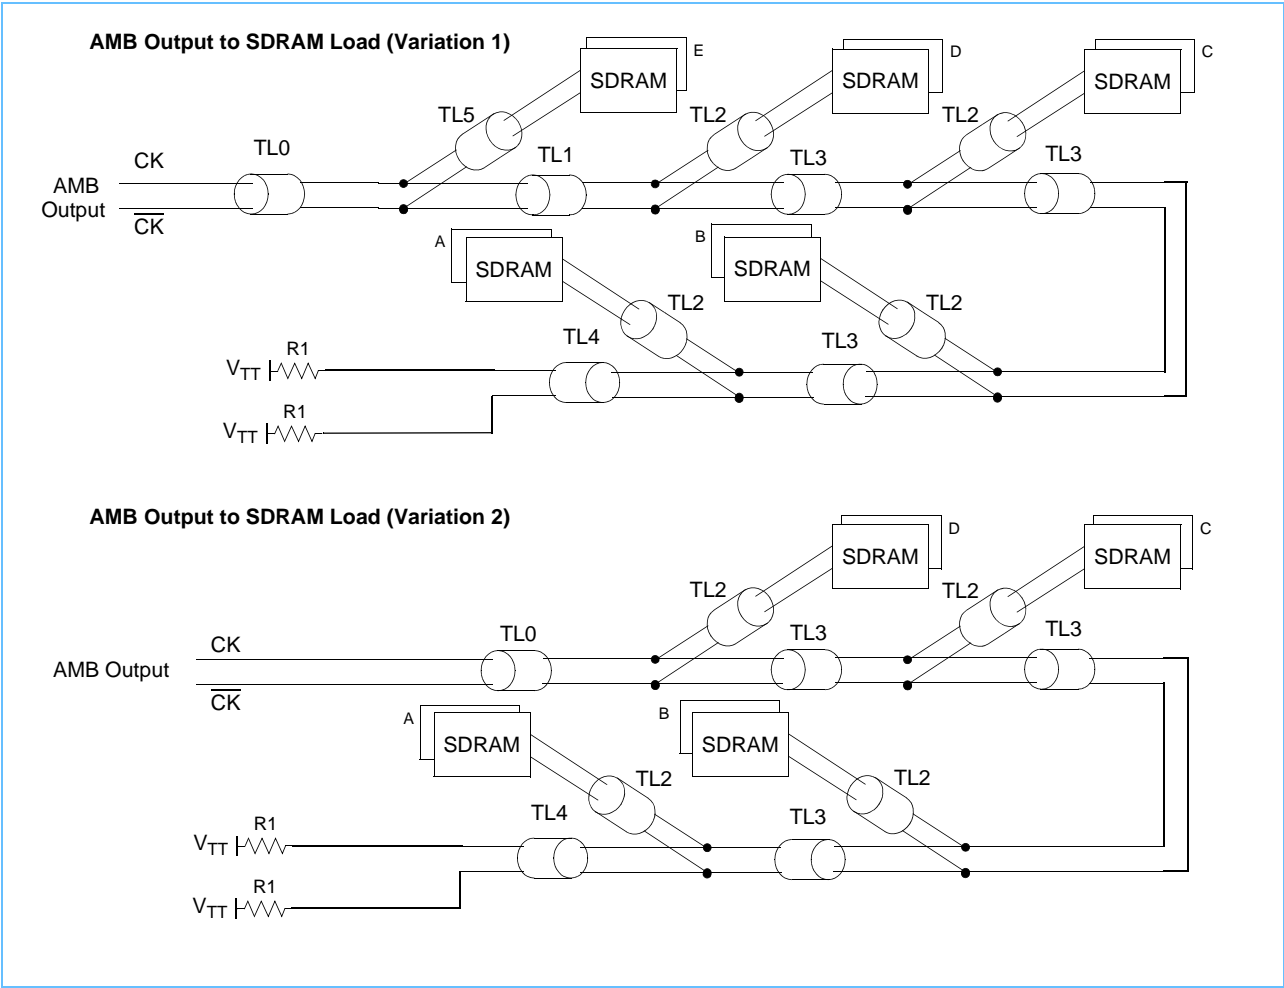 AMB Output to SDRAM Load (Variation 1)
E
D
C
SDRAM
SDRAM
SDRAM
TL5
TL2
TL2
CK
TL0
TL1
TL3
TL3
AMB
Output
CK
A
SDRAM
B
SDRAM
TL2
TL2
TL4
TL3
R1
VTT
R1
VTT
AMB Output to SDRAM Load (Variation 2)
D
C
SDRAM
SDRAM
TL2
TL2
CK
TL0
TL3
TL3
AMB Output
CK
A
SDRAM
B
SDRAM
TL2
TL2
TL4
TL3
R1
VTT
R1
VTT